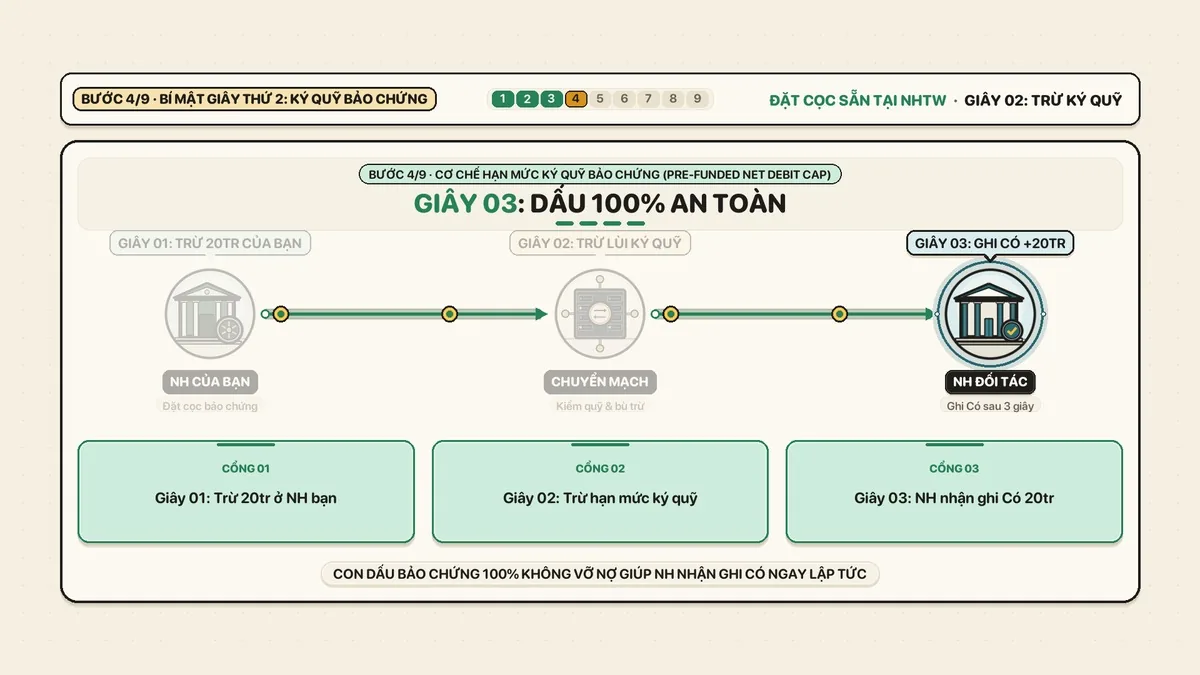 BƯỚC 4/9 · BÍ MẬT GIÂY THỨ 2: KÝ QUỸ BẢO CHỨNG
1 2 3 4 5 6 7 8 9
ĐẶT CỌC SẴN TẠI NHTW · GIÂY 02: TRỪ KÝ QUỸ
BƯỚC 4/9 · CƠ CHẾ HẠN MỨC KÝ QUỸ BẢO CHỨNG (PRE-FUNDED NET DEBIT CAP)
GIÂY 03: DẤU 100% AN TOÀN
GIÂY 01: TRỪ 20TR CỦA BẠN
GIÂY 02: TRỪ LÙI KÝ QUỸ
GIÂY 03: GHI CÓ +20TR
NH CỦA BẠN
CHUYỂN MẠCH
NH ĐỐI TÁC
Đặt cọc bảo chứng
Kiểm quỹ & bù trừ
Ghi Có sau 3 giây
CỔNG 01
CỔNG 02
CỔNG 03
Giây 01: Trừ 20tr ở NH bạn
Giây 02: Trừ hạn mức ký quỹ
Giây 03: NH nhận ghi Có 20tr
CON DẤU BẢO CHỨNG 100% KHÔNG VỠ NỢ GIÚP NH NHẬN GHI CÓ NGAY LẬP TỨC